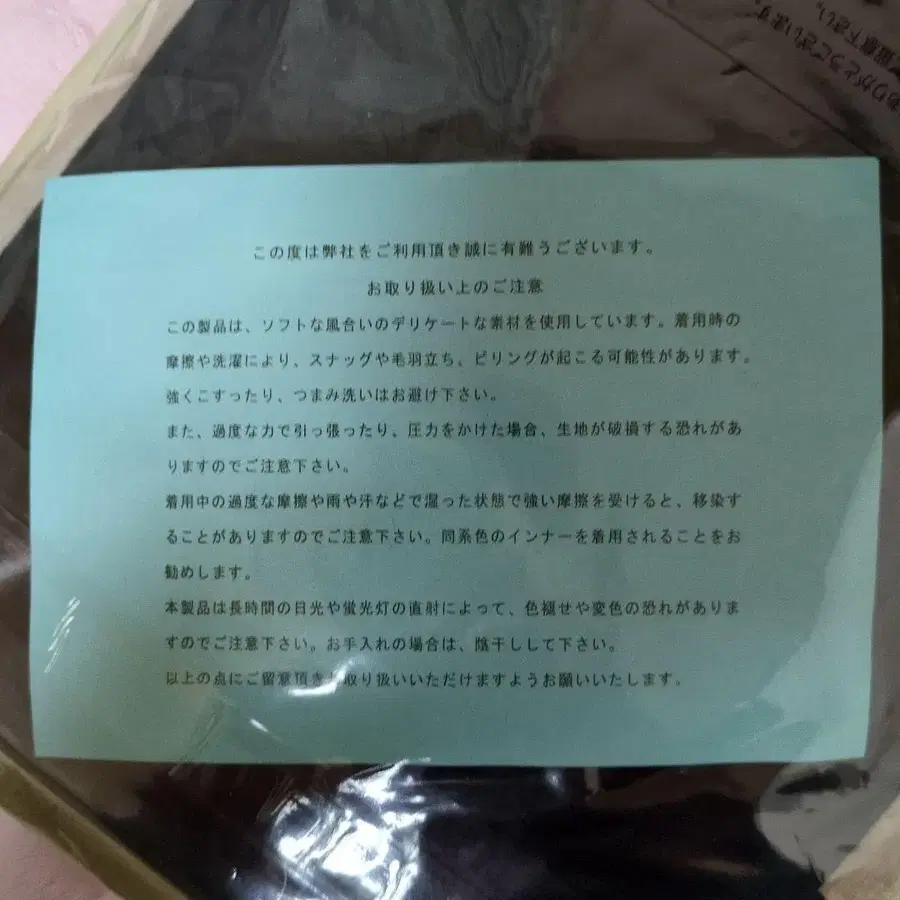 ありがとうございます。
留意下さい。
この度は弊社をご利用頂き誠に有難うございます。
お取り扱い上のご注意
この製品は、ソフトな風合いのデリケートな素材を使用しています。着用時の
摩擦や洗濯により、スナッグや毛羽立ち、ピリングが起こる可能性があります。
強くこすったり、つまみ洗いはお避け下さい。
また、過度な力で引っ張ったり、圧力をかけた場合、生地が破損する恐れがあ
りますのでご注意下さい。
着用中の過度な摩擦や雨や汗などで湿った状態で強い摩擦を受けると、移染す
ることがありますのでご注意下さい。同系色のインナーを着用されることをお
勧めします。
本製品は長時間の日光や蛍光灯の直射によって、色褪せや変色の恐れがありま
すのでご注意下さい。お手入れの場合は、陰干しして下さい。
以上の点にご留意頂き取り扱いいただけますようお願いいたします。